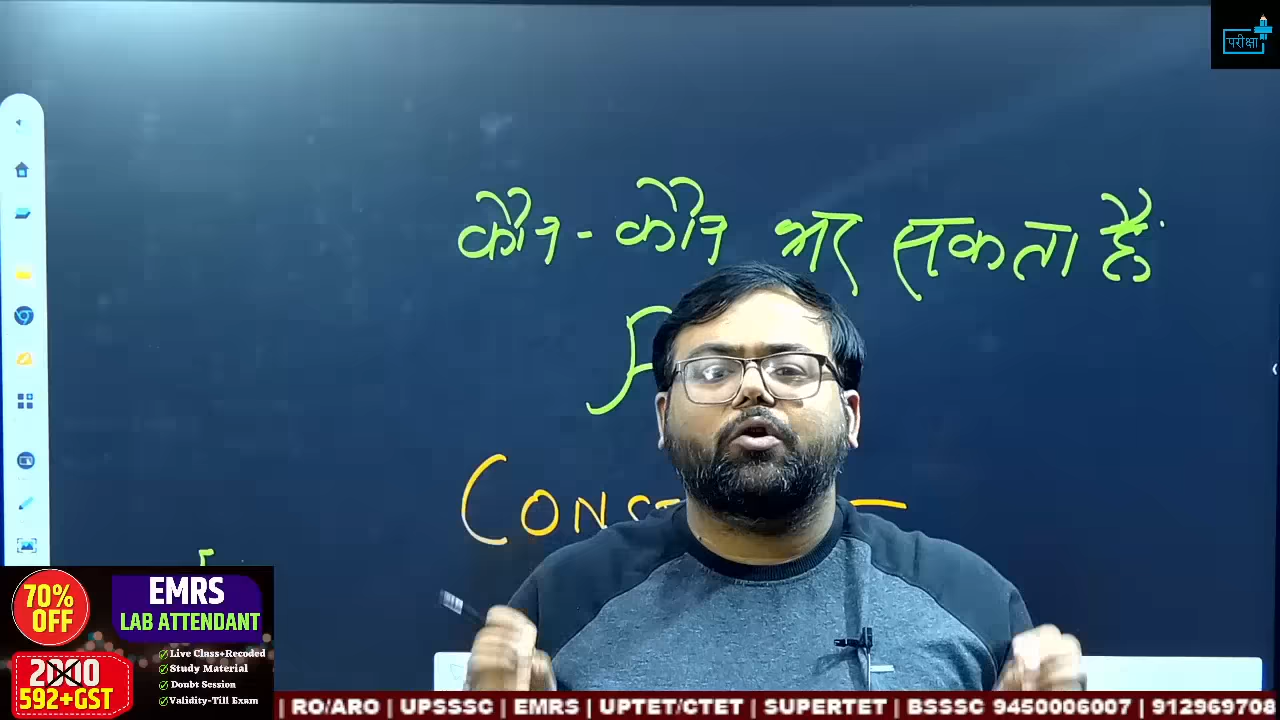 परीक्षा
कौन-कौन भर सकता है
70%
OFF
EMRS
LAB ATTENDANT
Live Class+Recoded
Study Material
Doubt Session
Validity-Till Exam
592+GST
| RO/ARO | UPSSSC | EMRS | UPTET/CTET | SUPERTET | BSSSC 9450006007 | 912969708